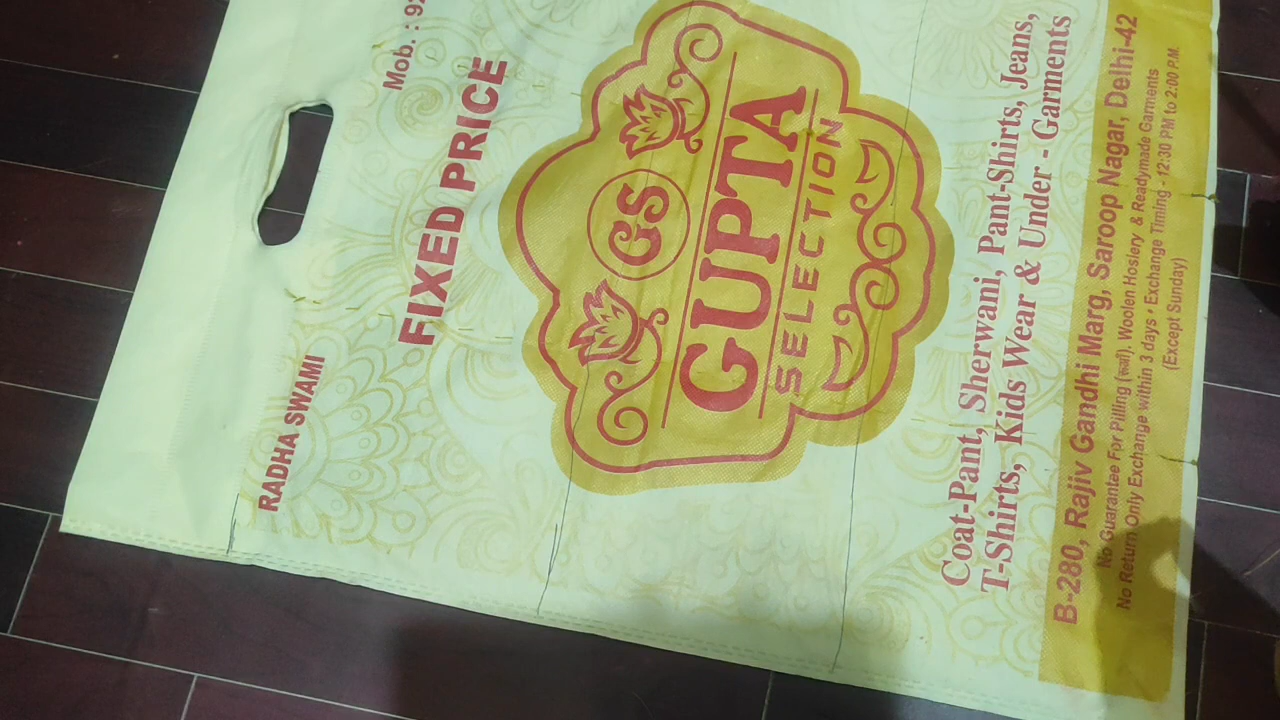 RADHA SWAMI
Mob. : 92
FIXED PRICE
GS
GUPTA
SELECTION
Coat-Pant, Sherwani, Pant-Shirts, Jeans,
T-Shirts, Kids Wear & Under - Garments
B-280, Rajiv Gandhi Marg, Saroop Nagar, Delhi-42
No Guarantee For Pilling (रूआं), Woolen Hosiery & Readymade Garments
No Return Only Exchange within 3 days • Exchange Timing - 12:30 PM to 2:00 P.M.
(Except Sunday)